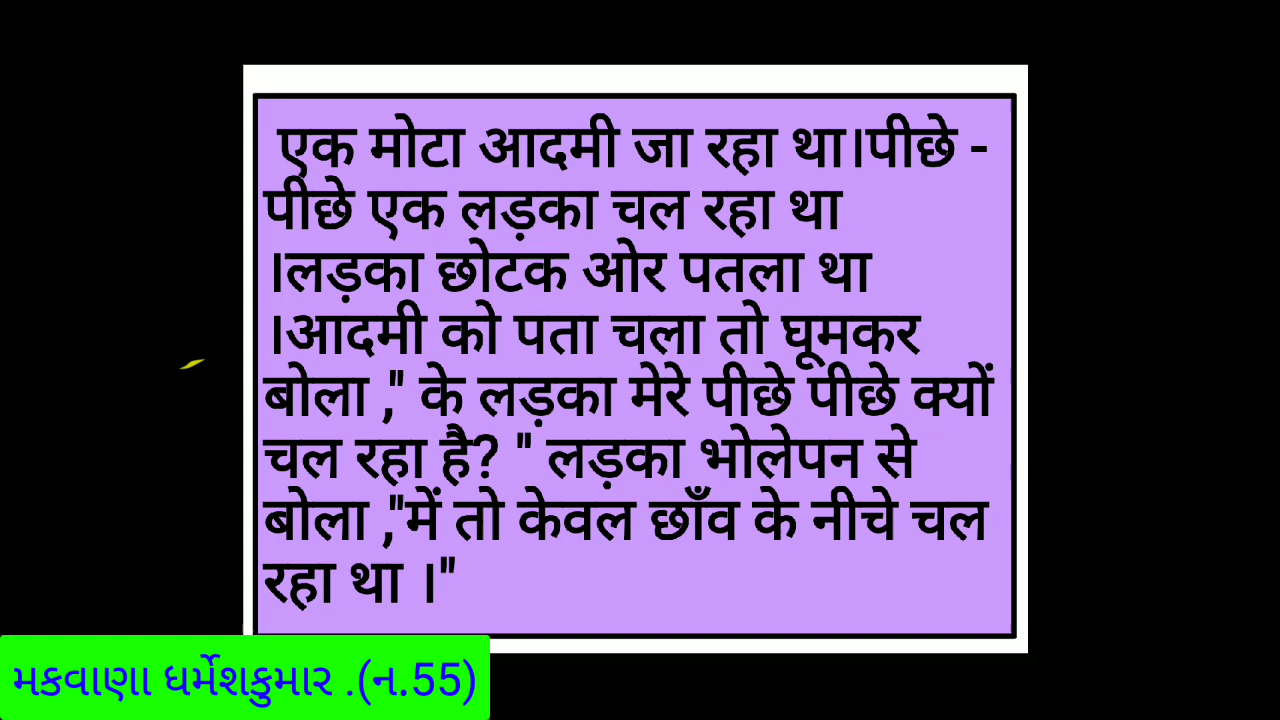 एक मोटा आदमी जा रहा था।पीछे -
पीछे एक लड़का चल रहा था
।लड़का छोटक ओर पतला था
।आदमी को पता चला तो घूमकर
बोला ," के लड़का मेरे पीछे पीछे क्यों
चल रहा है? " लड़का भोलेपन से
बोला ,"में तो केवल छाँव के नीचे चल
रहा था ।"
મકવાણા ધર્મેશકુમાર .(ન.55)